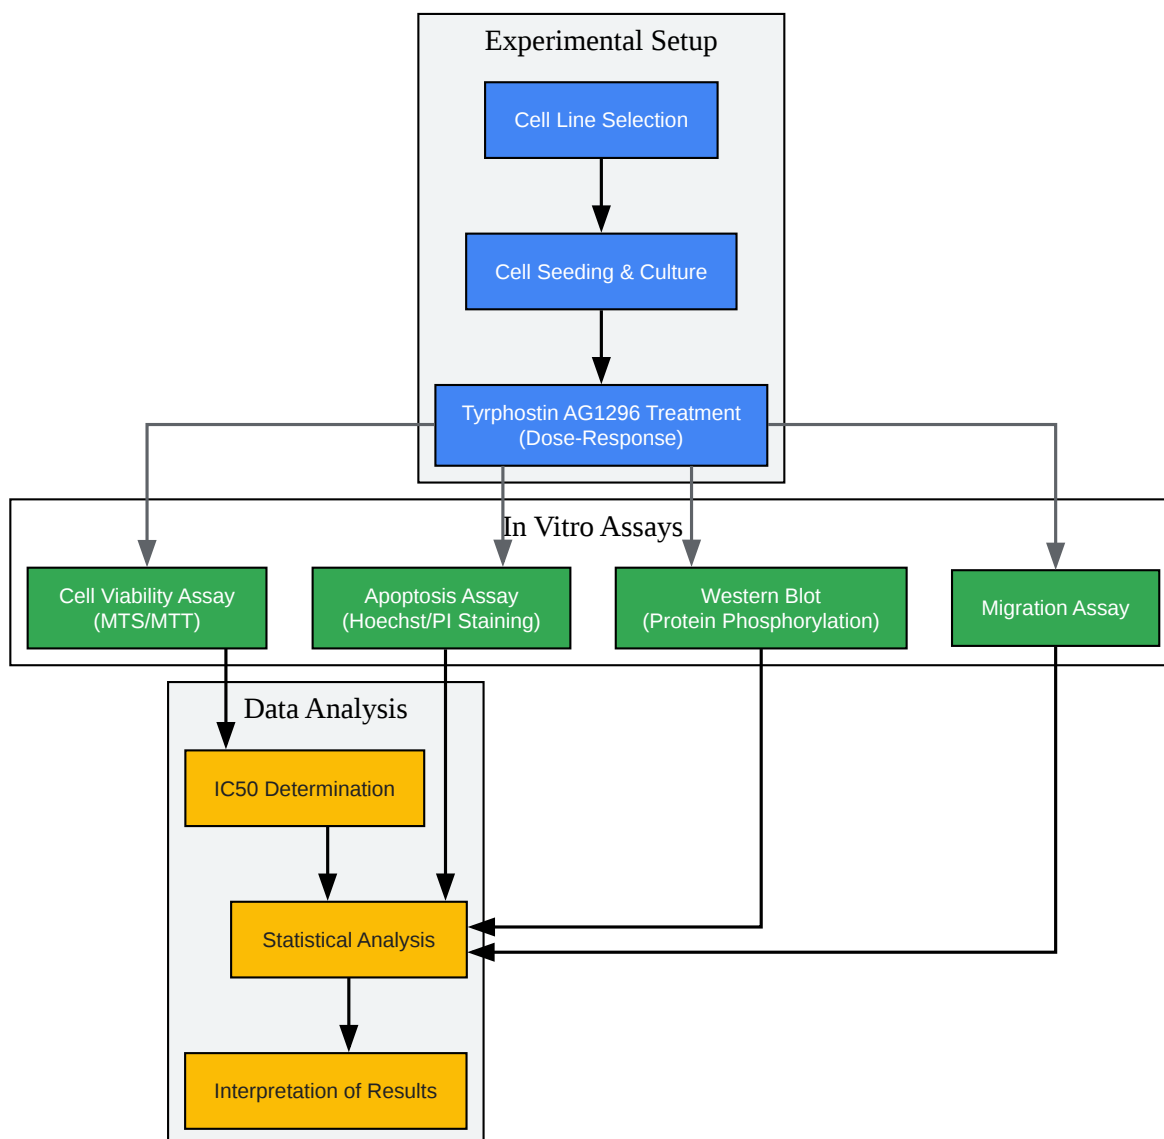 Experimental Setup
Cell Line Selection
Cell Seeding & Culture
Tyrphostin AG1296 Treatment
(Dose-Response)
In Vitro Assays
Cell Viability Assay
(MTS/MTT)
Apoptosis Assay
(Hoechst/PI Staining)
Western Blot
(Protein Phosphorylation)
Migration Assay
Data Analysis
IC50 Determination
Statistical Analysis
Interpretation of Results